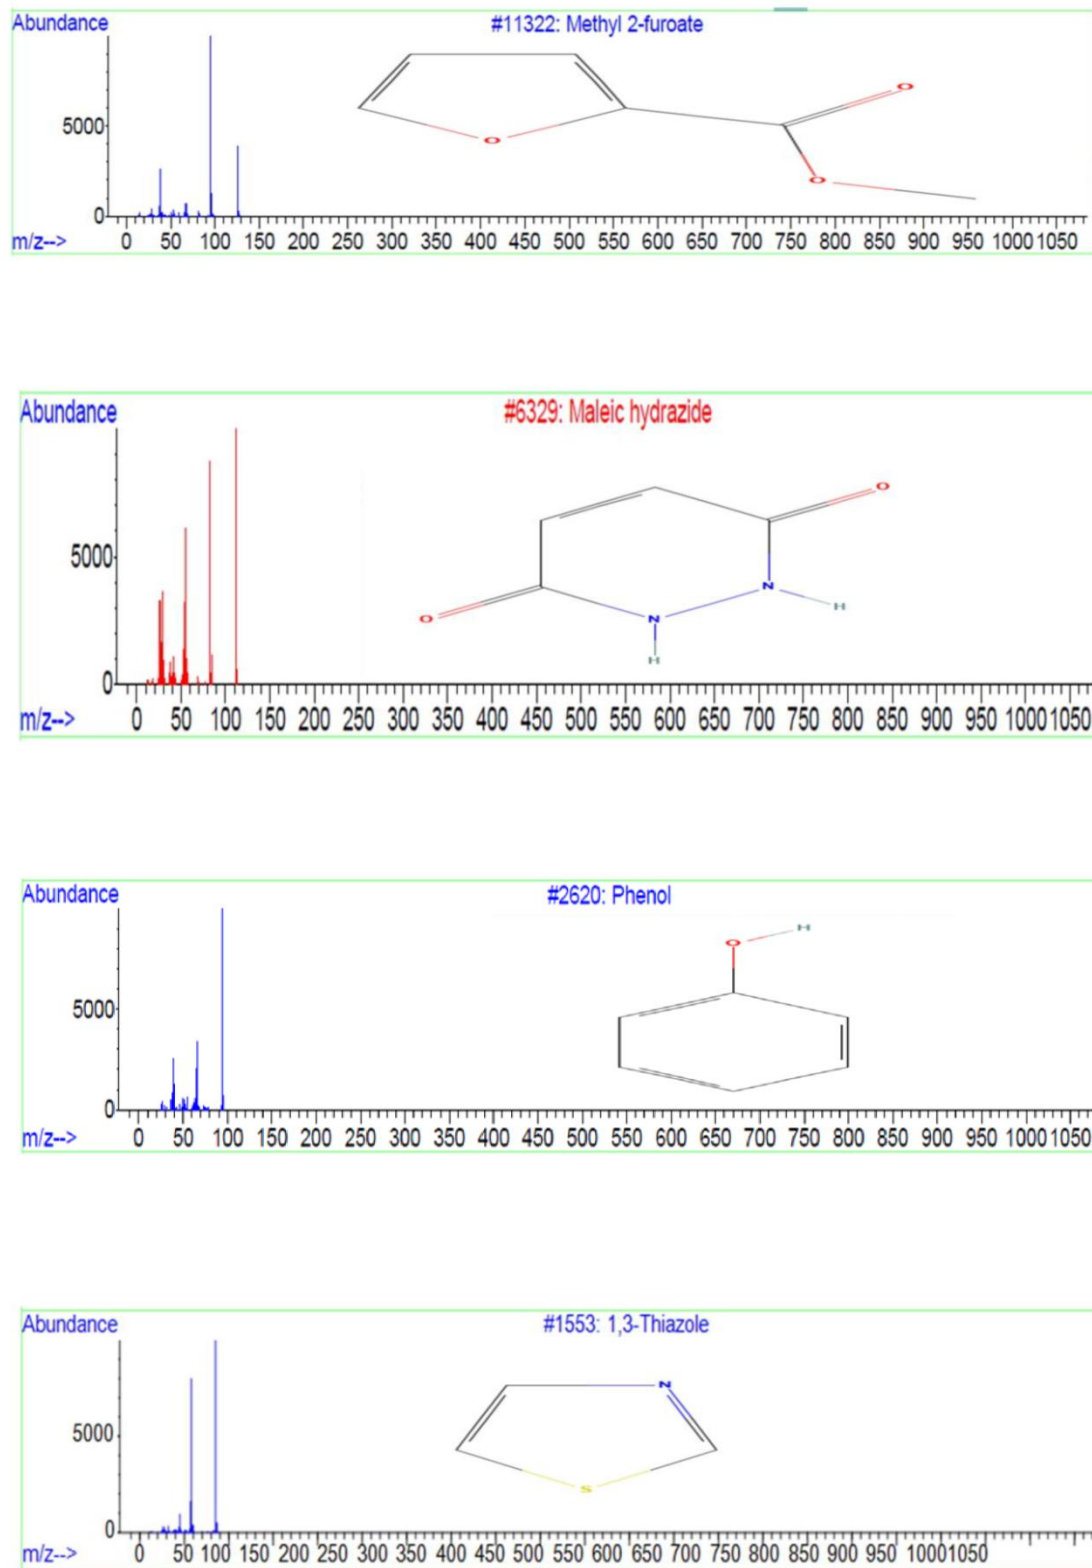 Abundance #11322: Methyl 2-furoate
O
5000
O
O
0
m/z--> 0 50 100 150 200 250 300 350 400 450 500 550 600 650 700 750 800 850 900 950 1000 1050
Abundance #6329: Maleic hydrazide
O
5000
N
H
O
N
H
0
m/z--> 0 50 100 150 200 250 300 350 400 450 500 550 600 650 700 750 800 850 900 950 1000 1050
Abundance #2620: Phenol
H
O
5000
0
m/z--> 0 50 100 150 200 250 300 350 400 450 500 550 600 650 700 750 800 850 900 950 1000 1050
Abundance #1553: 1,3-Thiazole
N
5000
S
0
m/z--> 0 50 100 150 200 250 300 350 400 450 500 550 600 650 700 750 800 850 900 950 1000 1050